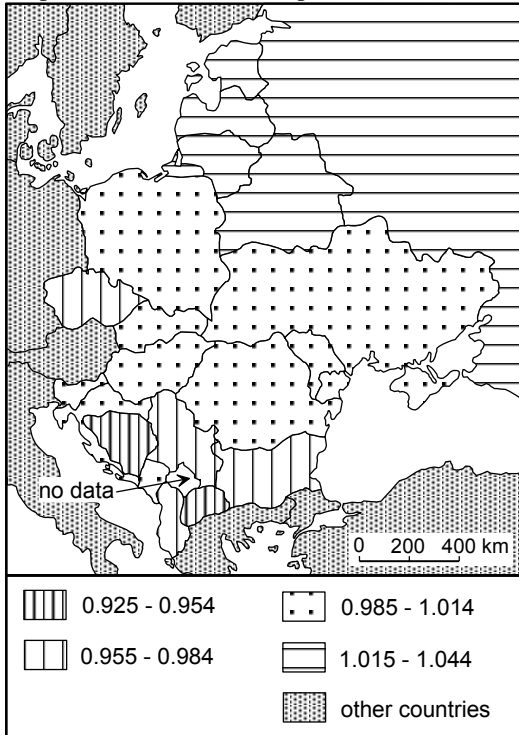 no data
0 200 400 km
0.925 - 0.954
0.955 - 0.984
0.985 - 1.014
1.015 - 1.044
other countries